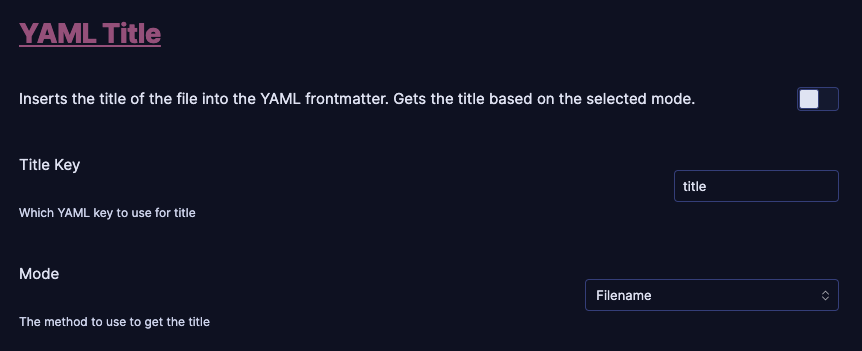 YAML Title
Inserts the title of the file into the YAML frontmatter. Gets the title based on the selected mode.
Title Key
title
Which YAML key to use for title
Mode
Filename
The method to use to get the title